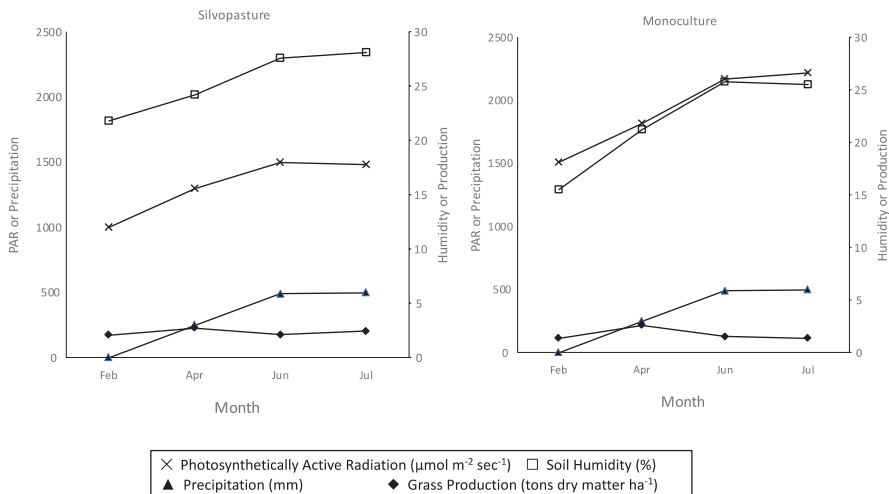 Silvopasture
2500
2000
1500
1000
500
0
PAR or Precipitation
30
25
20
15
10
5
0
Humidity or Production
Feb Apr Jun Jul
Month
Monoculture
2500
2000
1500
1000
500
0
PAR or Precipitation
30
25
20
15
10
5
0
Humidity or Production
Feb Apr Jun Jul
Month
Photosynthetically Active Radiation (µmol m⁻² sec⁻¹) Soil Humidity (%)
Precipitation (mm) Grass Production (tons dry matter ha⁻¹)